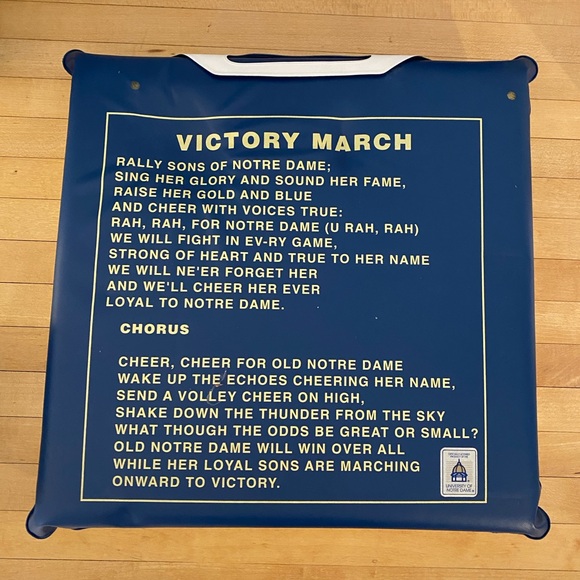 VICTORY MARCH
RALLY SONS OF NOTRE DAME;
SING HER GLORY AND SOUND HER FAME,
RAISE HER GOLD AND BLUE
AND CHEER WITH VOICES TRUE:
RAH, RAH, FOR NOTRE DAME (U RAH, RAH)
WE WILL FIGHT IN EV-RY GAME,
STRONG OF HEART AND TRUE TO HER NAME
WE WILL NE'ER FORGET HER
AND WE'LL CHEER HER EVER
LOYAL TO NOTRE DAME.
CHORUS
CHEER, CHEER FOR OLD NOTRE DAME
WAKE UP THE ECHOES CHEERING HER NAME,
SEND A VOLLEY CHEER ON HIGH,
SHAKE DOWN THE THUNDER FROM THE SKY
WHAT THOUGH THE ODDS BE GREAT OR SMALL?
OLD NOTRE DAME WILL WIN OVER ALL
WHILE HER LOYAL SONS ARE MARCHING
ONWARD TO VICTORY.
UNIVERSITY OF
NOTRE DAME